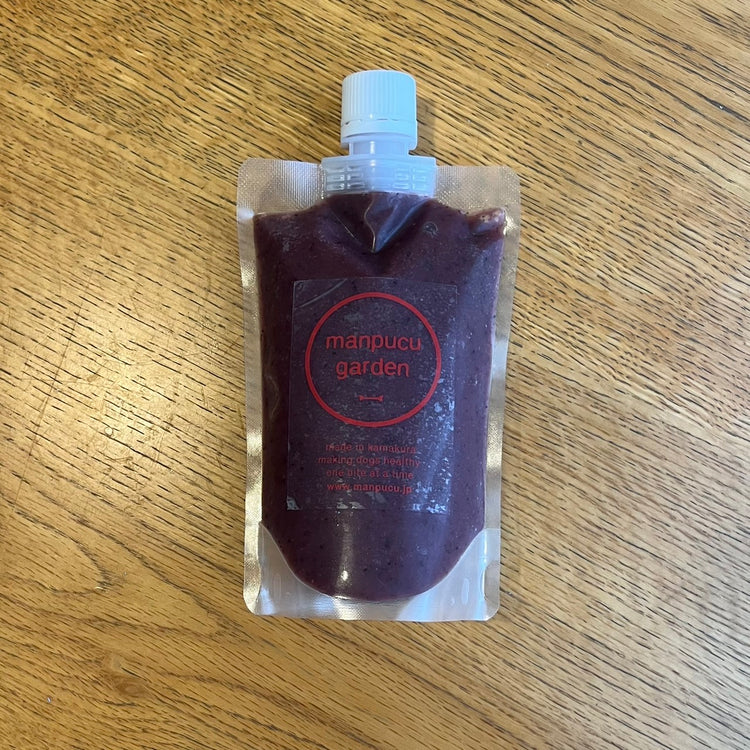 manpucu
garden
made in kamakura
making dogs healthy
one bite at a time
www.manpucu.jp